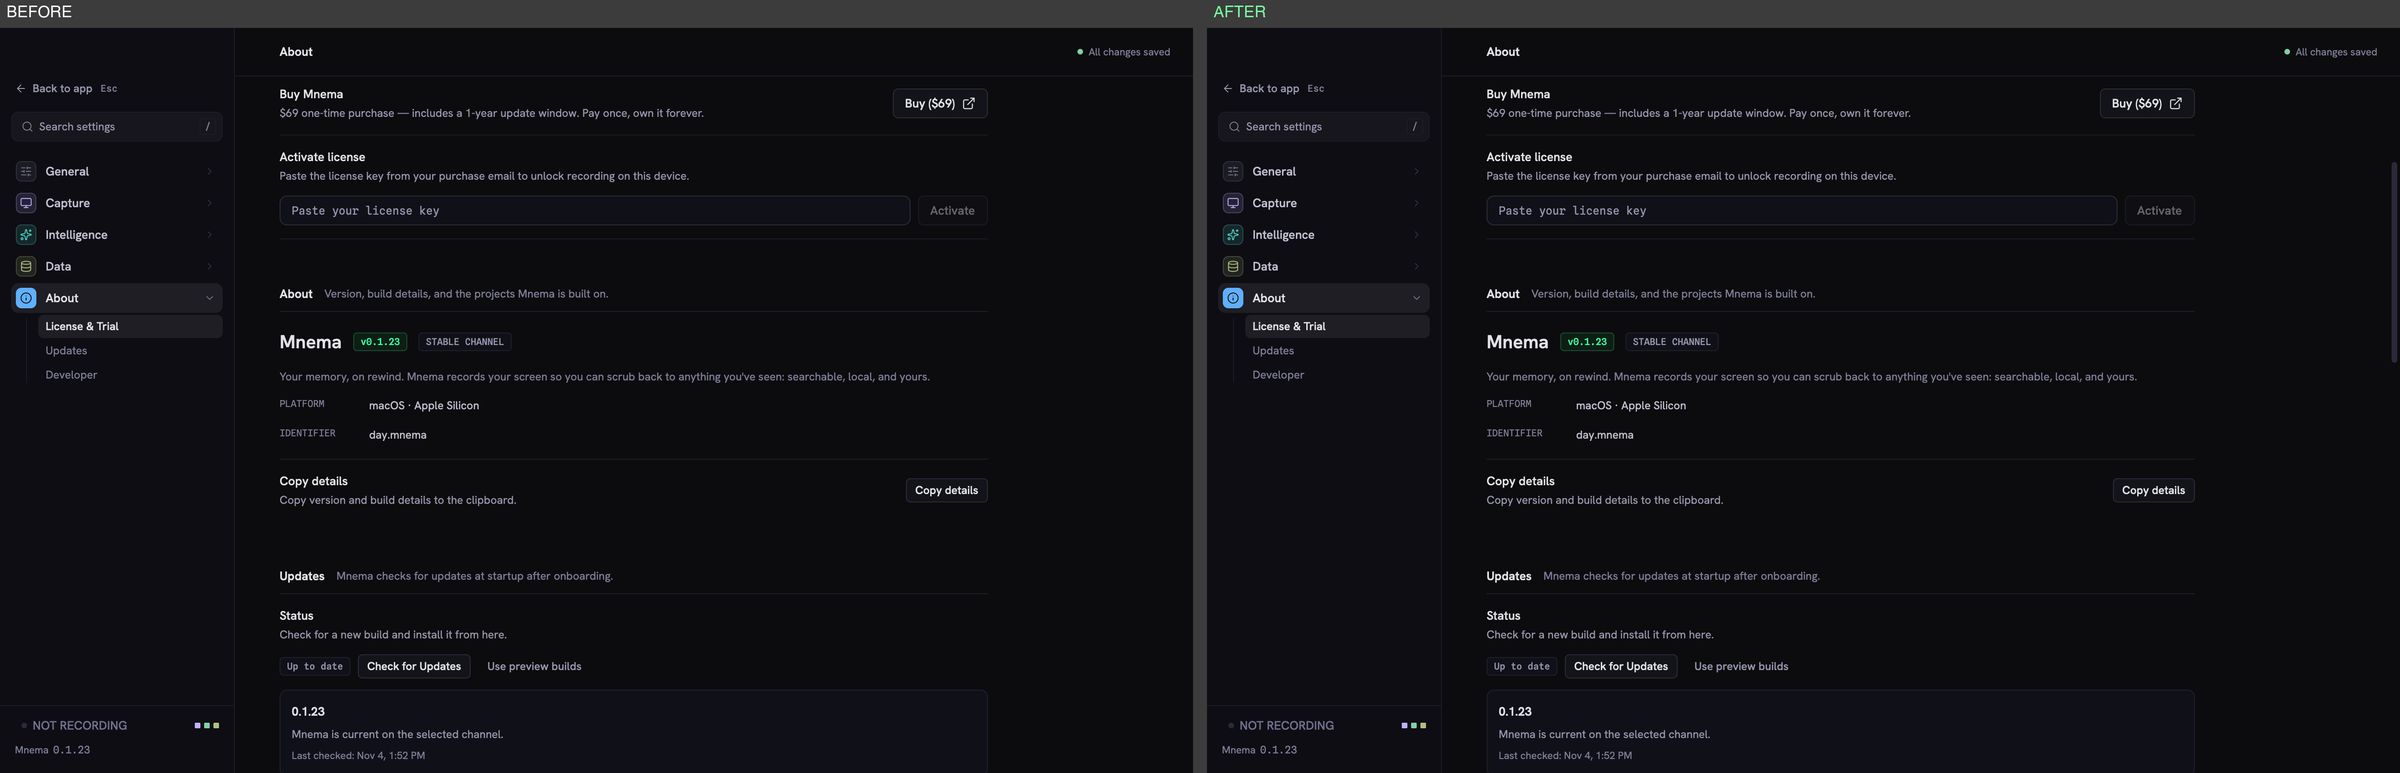 BEFORE
About
All changes saved
Back to app Esc
Search settings /
General
Capture
Intelligence
Data
About
License & Trial
Updates
Developer
NOT RECORDING
Mnema 0.1.23
Buy Mnema
$69 one-time purchase — includes a 1-year update window. Pay once, own it forever.
Buy ($69)
Activate license
Paste the license key from your purchase email to unlock recording on this device.
Paste your license key
Activate
About Version, build details, and the projects Mnema is built on.
Mnema v0.1.23 STABLE CHANNEL
Your memory, on rewind. Mnema records your screen so you can scrub back to anything you've seen: searchable, local, and yours.
PLATFORM macOS · Apple Silicon
IDENTIFIER day.mnema
Copy details
Copy version and build details to the clipboard.
Copy details
Updates Mnema checks for updates at startup after onboarding.
Status
Check for a new build and install it from here.
Up to date Check for Updates Use preview builds
0.1.23
Mnema is current on the selected channel.
Last checked: Nov 4, 1:52 PM
AFTER
About
All changes saved
Back to app Esc
Search settings /
General
Capture
Intelligence
Data
About
License & Trial
Updates
Developer
NOT RECORDING
Mnema 0.1.23
Buy Mnema
$69 one-time purchase — includes a 1-year update window. Pay once, own it forever.
Buy ($69)
Activate license
Paste the license key from your purchase email to unlock recording on this device.
Paste your license key
Activate
About Version, build details, and the projects Mnema is built on.
Mnema v0.1.23 STABLE CHANNEL
Your memory, on rewind. Mnema records your screen so you can scrub back to anything you've seen: searchable, local, and yours.
PLATFORM macOS · Apple Silicon
IDENTIFIER day.mnema
Copy details
Copy version and build details to the clipboard.
Copy details
Updates Mnema checks for updates at startup after onboarding.
Status
Check for a new build and install it from here.
Up to date Check for Updates Use preview builds
0.1.23
Mnema is current on the selected channel.
Last checked: Nov 4, 1:52 PM